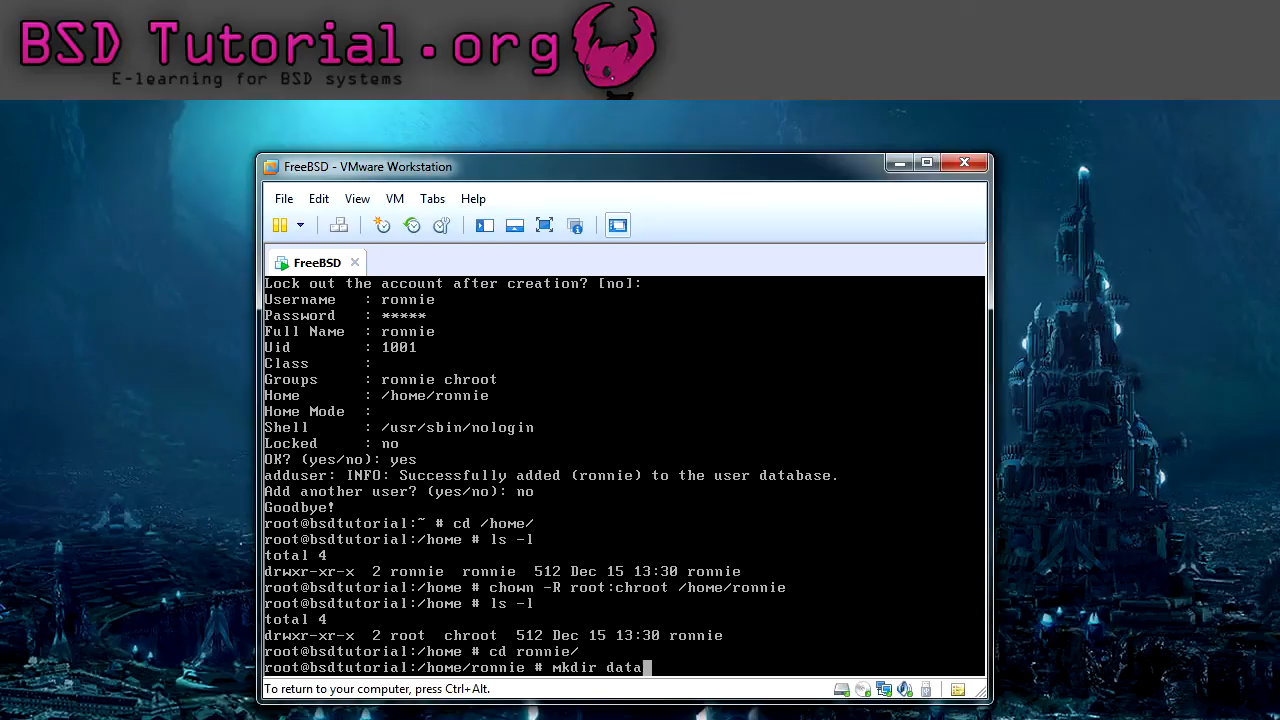 BSD Tutorial.org
E-learning for BSD systems
FreeBSD - VMware Workstation
File Edit View VM Tabs Help
FreeBSD
Lock out the account after creation? [no]:
Username : ronnie
Password : *****
Full Name : ronnie
Uid : 1001
Class :
Groups : ronnie chroot
Home : /home/ronnie
Home Mode :
Shell : /usr/sbin/nologin
Locked : no
OK? (yes/no): yes
adduser: INFO: Successfully added (ronnie) to the user database.
Add another user? (yes/no): no
Goodbye!
root@bsdtutorial:~ # cd /home/
root@bsdtutorial:/home # ls -l
total 4
drwxr-xr-x 2 ronnie ronnie 512 Dec 15 13:30 ronnie
root@bsdtutorial:/home # chown -R root:chroot /home/ronnie
root@bsdtutorial:/home # ls -l
total 4
drwxr-xr-x 2 root chroot 512 Dec 15 13:30 ronnie
root@bsdtutorial:/home # cd ronnie/
root@bsdtutorial:/home/ronnie # mkdir data
To return to your computer, press Ctrl+Alt.